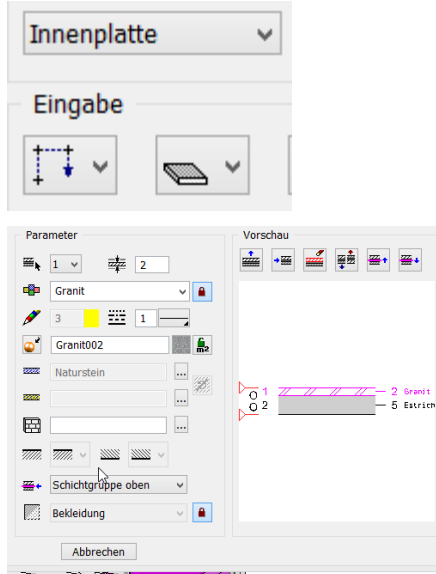 Innenplatte
Eingabe
Parameter
Vorschau
1
2
Granit
3
1
Granit002
m2
Naturstein
...
...
...
1
2 Granit
2
5 Estrich
Schichtgruppe oben
Bekleidung
Abbrechen